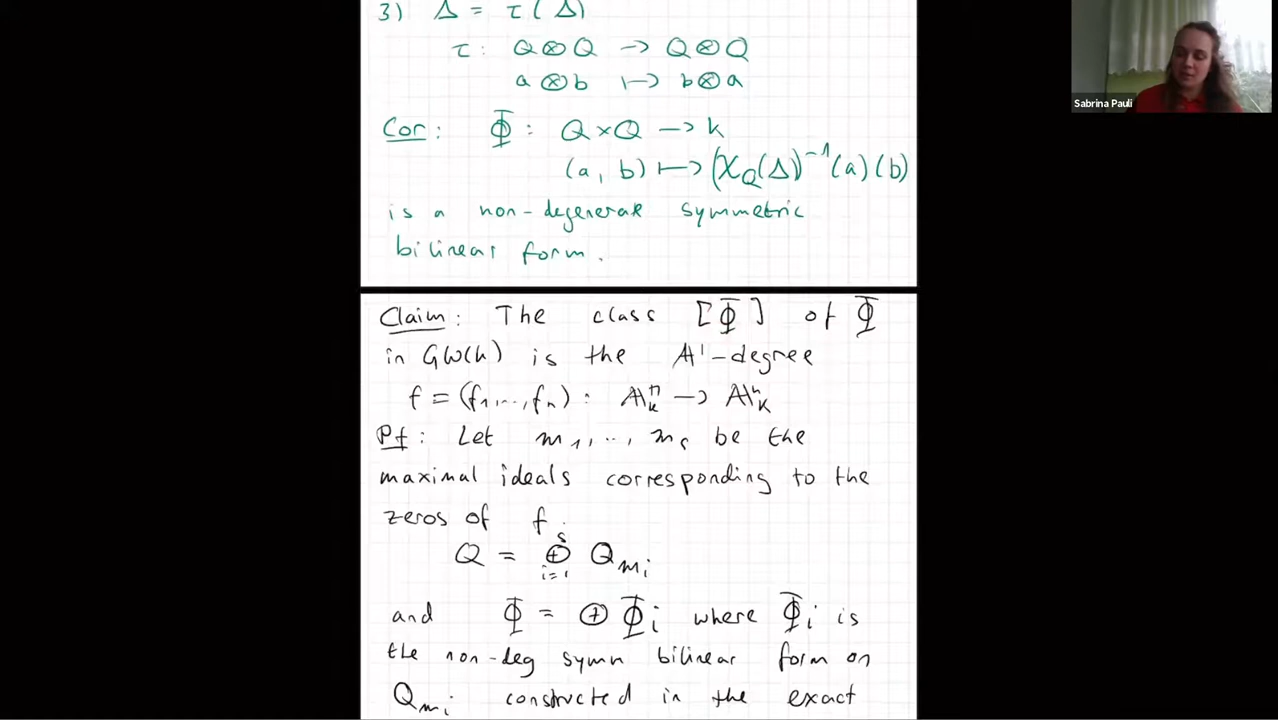 3) Δ = τ(Δ)
τ: Q⊗Q → Q⊗Q
a⊗b ↦ b⊗a
Cor: Φ̄: Q×Q → k
(a, b) ↦ (χ_Q(Δ))^{-1}(a)(b)
is a non-degenerate symmetric
bilinear form.
Claim: The class [Φ̄] of Φ̄
in GW(k) is the 𝔸¹-degree
f = (f_1, ..., f_n): 𝔸^n_k → 𝔸^n_k
Pf: Let m_1, ..., m_s be the
maximal ideals corresponding to the
zeros of f.
Q = ⊕_{i=1}^s Q_{m_i}
and Φ̄ = ⊕ Φ̄_i where Φ̄_i is
the non-deg symm bilinear form on
Q_{m_i} constructed in the exact
Sabrina Pauli